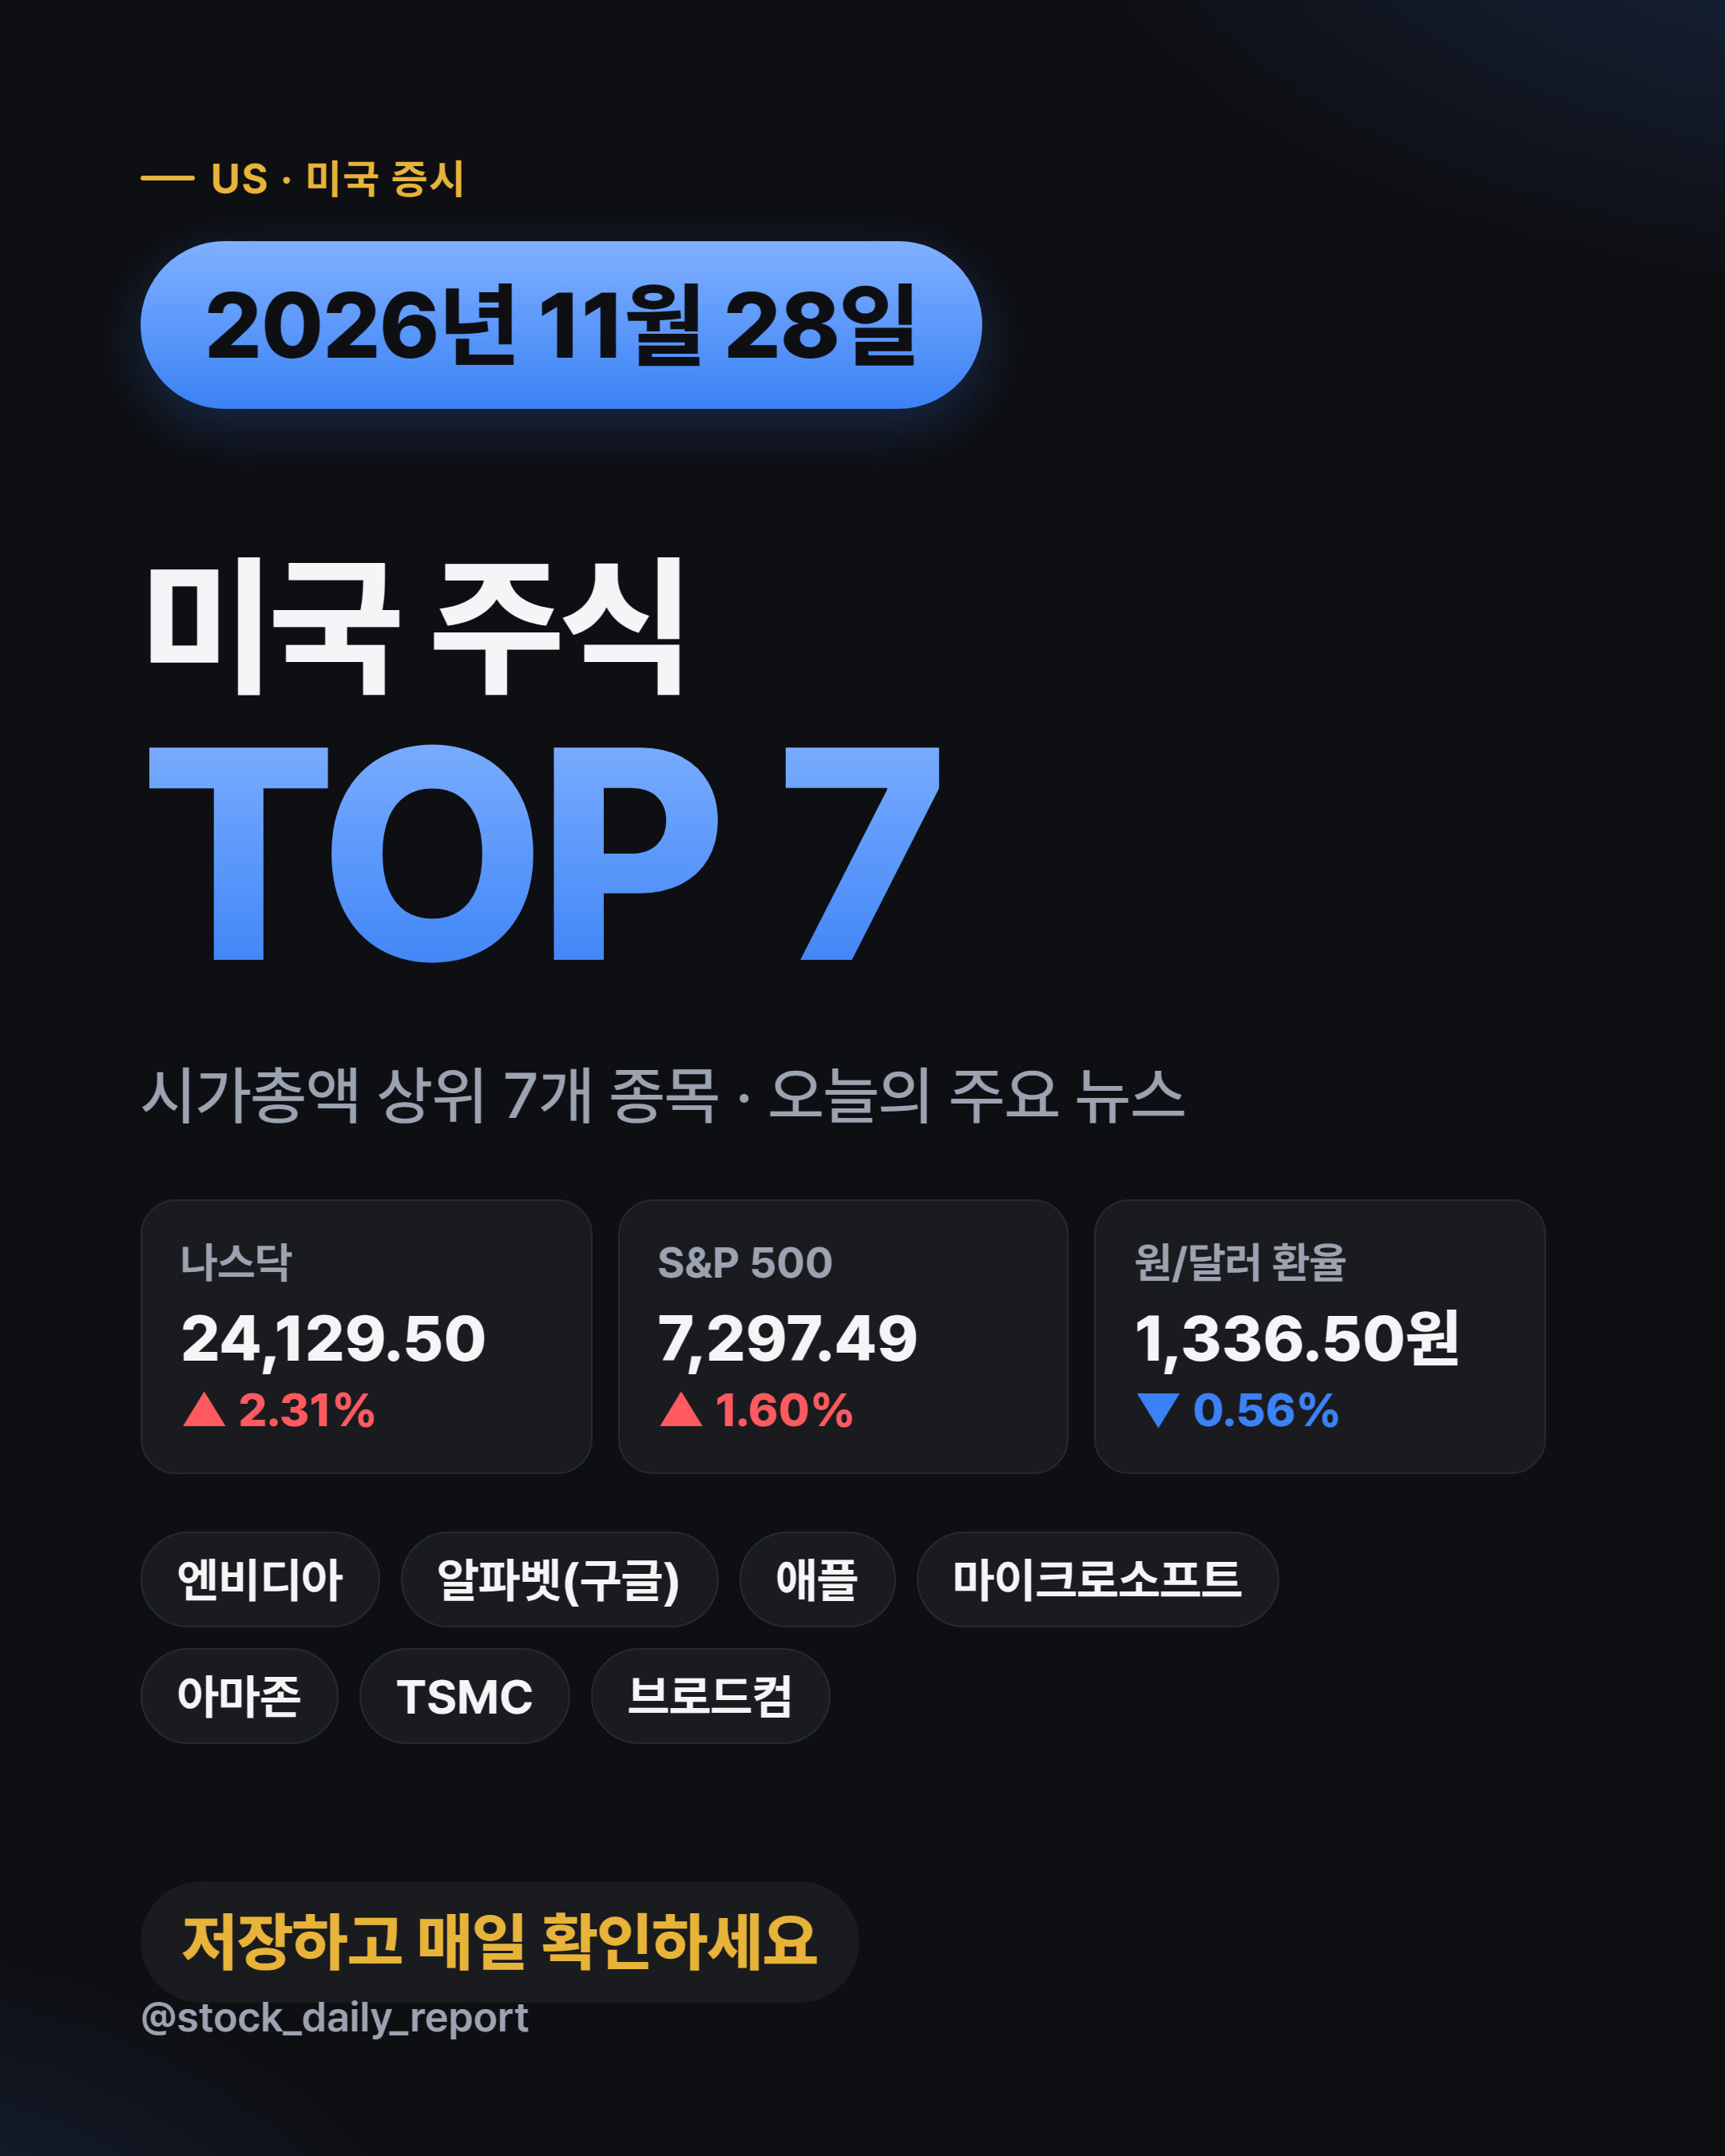 US · 미국 증시
2026년 11월 28일
미국 주식
TOP 7
시가총액 상위 7개 종목 · 오늘의 주요 뉴스
나스닥
24,129.50
▲ 2.31%
S&P 500
7,297.49
▲ 1.60%
원/달러 환율
1,336.50원
▼ 0.56%
엔비디아 알파벳(구글) 애플 마이크로소프트
아마존 TSMC 브로드컴
저장하고 매일 확인하세요
@stock_daily_report